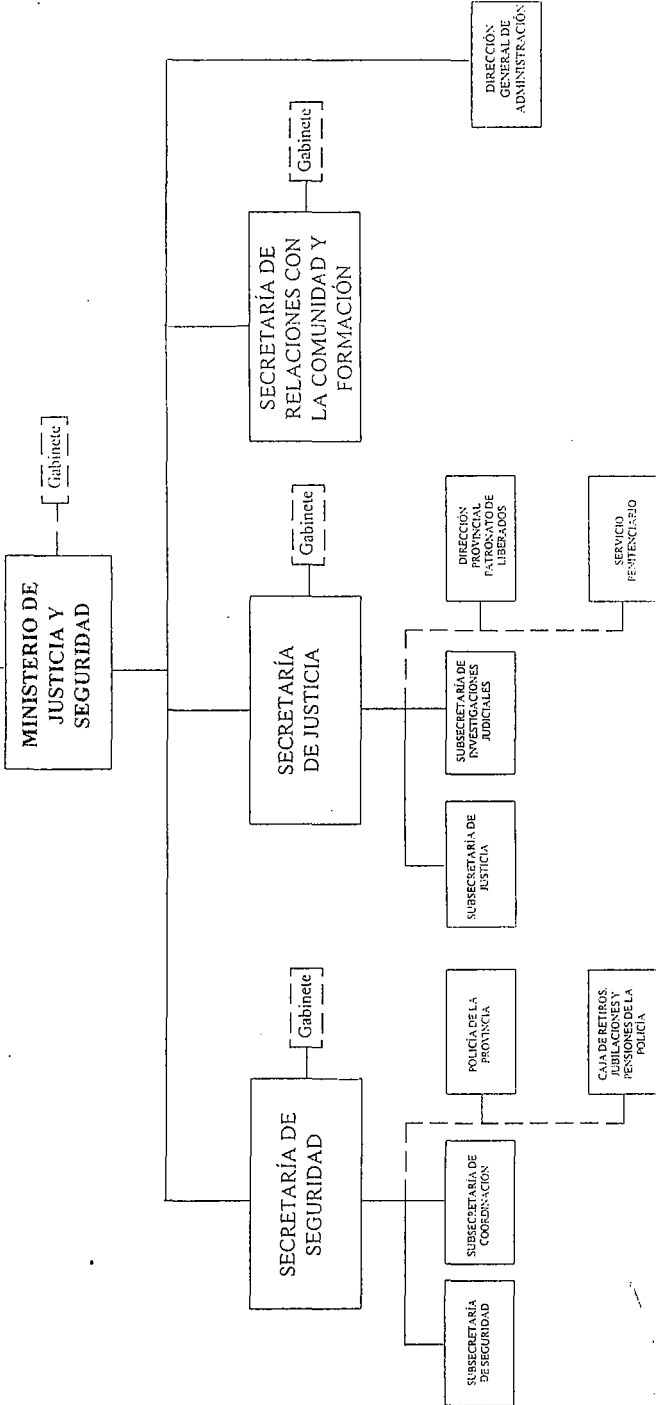 MINISTERIO DE
JUSTICIA Y
SEGURIDAD
Gabinete
SECRETARÍA DE
SEGURIDAD
Gabinete
SUBSECRETARÍA
DE SEGURIDAD
SUBSECRETARÍA DE
COORDINACIÓN
POLICÍA DE LA
PROVINCIA
CAJA DE RETIROS,
JUBILACIONES Y
PENSIONES DE LA
POLICÍA
SECRETARÍA
DE JUSTICIA
Gabinete
SUBSECRETARÍA DE
JUSTICIA
SUBSECRETARÍA DE
INVESTIGACIONES
JUDICIALES
DIRECCIÓN
PROVINCIAL
PATRONATO DE
LIBERADOS
SERVICIO
PENITENCIARIO
SECRETARÍA DE
RELACIONES CON
LA COMUNIDAD Y
FORMACIÓN
Gabinete
DIRECCIÓN
GENERAL DE
ADMINISTRACIÓN